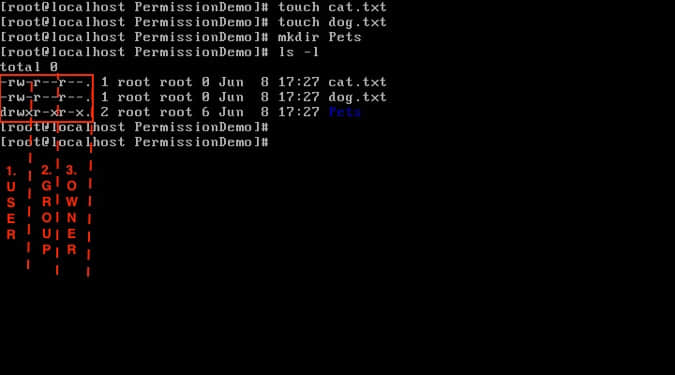 [root@localhost PermissionDemo]# touch cat.txt
[root@localhost PermissionDemo]# touch dog.txt
[root@localhost PermissionDemo]# mkdir Pets
[root@localhost PermissionDemo]# ls -l
total 0
-rw-r--r--. 1 root root 0 Jun  8 17:27 cat.txt
-rw-r--r--. 1 root root 0 Jun  8 17:27 dog.txt
drwxr-xr-x. 2 root root 6 Jun  8 17:27 Pets
[root@localhost PermissionDemo]#
[root@localhost PermissionDemo]#
1. USER
2. GROUP
3. OWNER